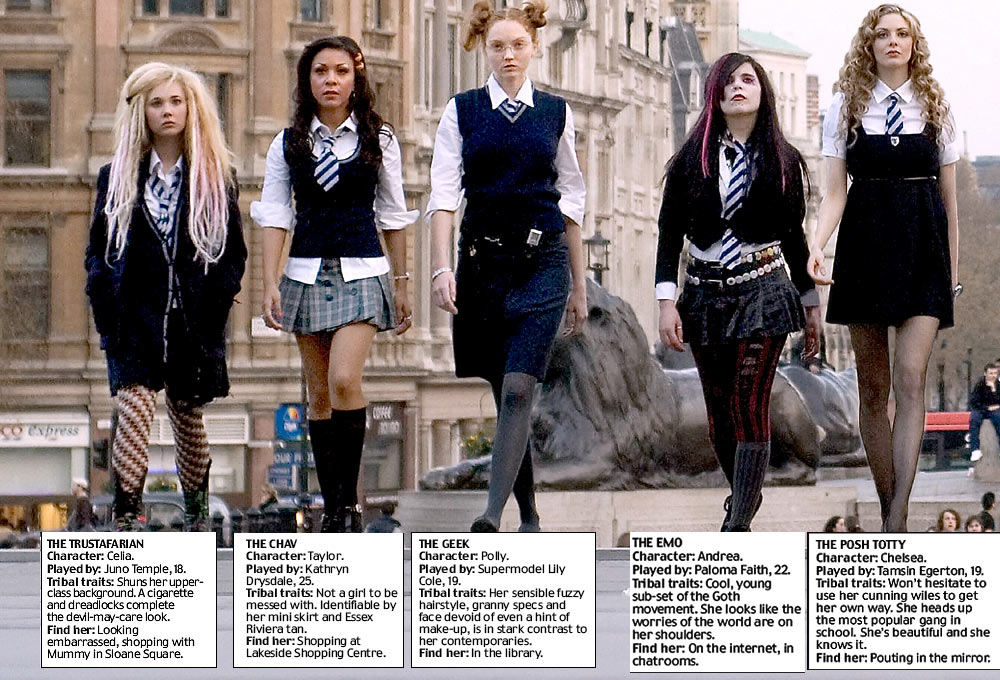 co express
COFFEE
THE TRUSTAFARIAN
Character: Celia.
Played by: Juno Temple, 18.
Tribal traits: Shuns her upper-
class background. A cigarette
and dreadlocks complete
the devil-may-care look.
Find her: Looking
embarrassed, shopping with
Mummy in Sloane Square.
THE CHAV
Character: Taylor.
Played by: Kathryn
Drysdale, 25.
Tribal traits: Not a girl to be
messed with. Identifiable by
her mini skirt and Essex
Riviera tan.
Find her: Shopping at
Lakeside Shopping Centre.
THE GEEK
Character: Polly.
Played by: Supermodel Lily
Cole, 19.
Tribal traits: Her sensible fuzzy
hairstyle, granny specs and
face devoid of even a hint of
make-up, is in stark contrast to
her contemporaries.
Find her: In the library.
THE EMO
Character: Andrea.
Played by: Paloma Faith, 22.
Tribal traits: Cool, young
sub-set of the Goth
movement. She looks like the
worries of the world are on
her shoulders.
Find her: On the internet, in
chatrooms.
THE POSH TOTTY
Character: Chelsea.
Played by: Tamsin Egerton, 19.
Tribal traits: Won't hesitate to
use her cunning wiles to get
her own way. She heads up
the most popular gang in
school. She's beautiful and she
knows it.
Find her: Pouting in the mirror.